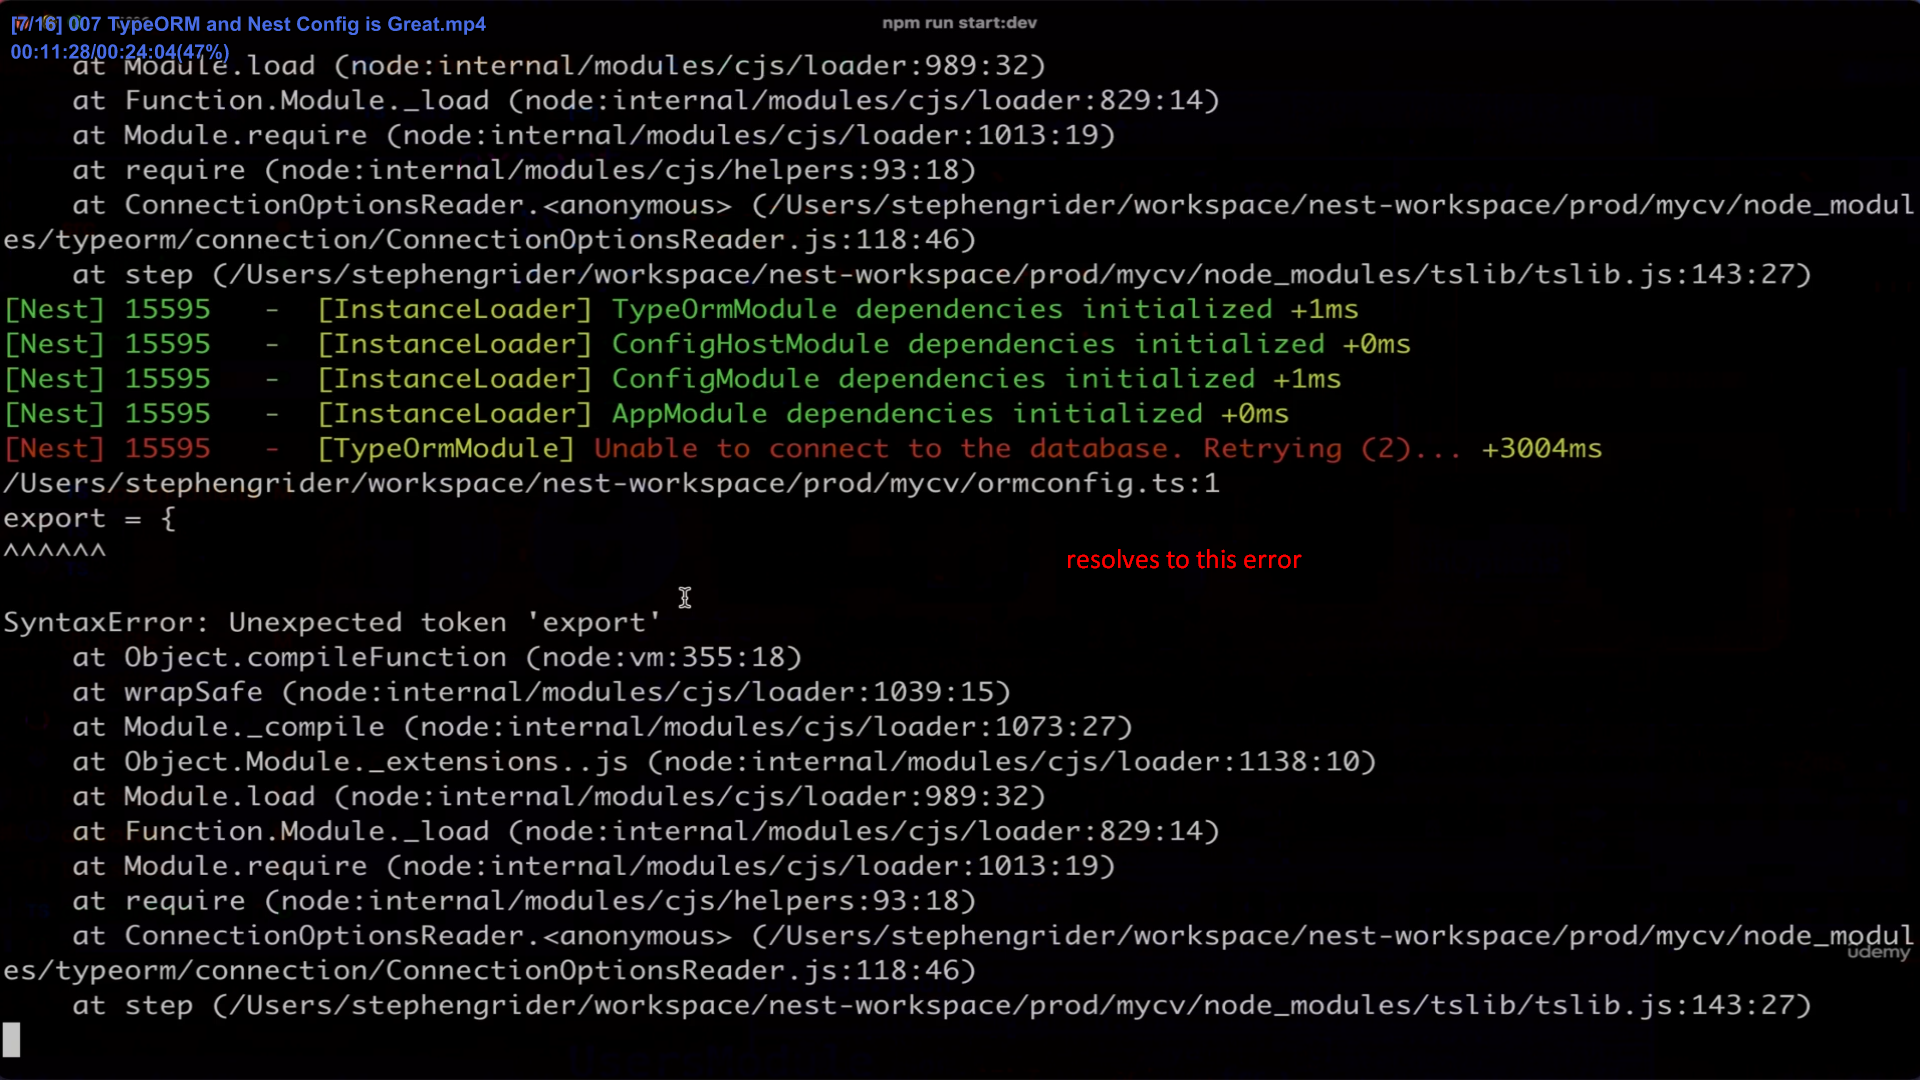 [7/16] 007 TypeORM and Nest Config is Great.mp4
npm run start:dev
00:11:28/00:24:04(47%)
at Module.load (node:internal/modules/cjs/loader:989:32)
at Function.Module._load (node:internal/modules/cjs/loader:829:14)
at Module.require (node:internal/modules/cjs/loader:1013:19)
at require (node:internal/modules/cjs/helpers:93:18)
at ConnectionOptionsReader.<anonymous> (/Users/stephengrider/workspace/nest-workspace/prod/mycv/node_modul
es/typeorm/connection/ConnectionOptionsReader.js:118:46)
at step (/Users/stephengrider/workspace/nest-workspace/prod/mycv/node_modules/tslib/tslib.js:143:27)
[Nest] 15595   -  [InstanceLoader] TypeOrmModule dependencies initialized +1ms
[Nest] 15595   -  [InstanceLoader] ConfigHostModule dependencies initialized +0ms
[Nest] 15595   -  [InstanceLoader] ConfigModule dependencies initialized +1ms
[Nest] 15595   -  [InstanceLoader] AppModule dependencies initialized +0ms
[Nest] 15595   -  [TypeOrmModule] Unable to connect to the database. Retrying (2)... +3004ms
/Users/stephengrider/workspace/nest-workspace/prod/mycv/ormconfig.ts:1
export = {
^^^^^^
resolves to this error
SyntaxError: Unexpected token 'export'
at Object.compileFunction (node:vm:355:18)
at wrapSafe (node:internal/modules/cjs/loader:1039:15)
at Module._compile (node:internal/modules/cjs/loader:1073:27)
at Object.Module._extensions..js (node:internal/modules/cjs/loader:1138:10)
at Module.load (node:internal/modules/cjs/loader:989:32)
at Function.Module._load (node:internal/modules/cjs/loader:829:14)
at Module.require (node:internal/modules/cjs/loader:1013:19)
at require (node:internal/modules/cjs/helpers:93:18)
at ConnectionOptionsReader.<anonymous> (/Users/stephengrider/workspace/nest-workspace/prod/mycv/node_modul
udemy
es/typeorm/connection/ConnectionOptionsReader.js:118:46)
at step (/Users/stephengrider/workspace/nest-workspace/prod/mycv/node_modules/tslib/tslib.js:143:27)